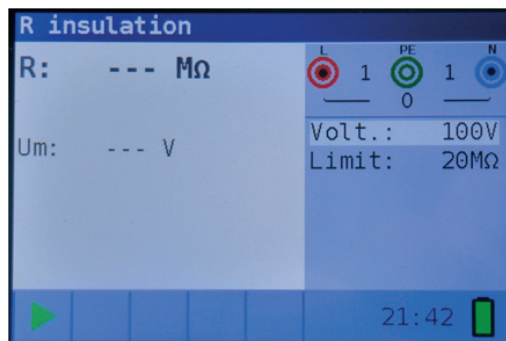 R insulation
R: --- MΩ
Um: --- V
L PE N
1 1
0
Volt.: 100V
Limit: 20MΩ
21:42